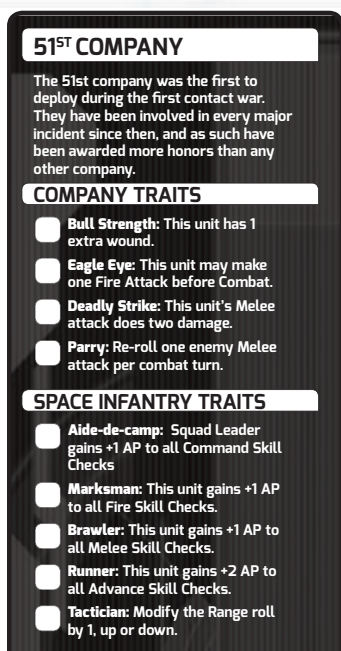 51ST COMPANY
The 51st company was the first to
deploy during the first contact war.
They have been involved in every major
incident since then, and as such have
been awarded more honors than any
other company.
COMPANY TRAITS
Bull Strength: This unit has 1
extra wound.
Eagle Eye: This unit may make
one Fire Attack before Combat.
Deadly Strike: This unit's Melee
attack does two damage.
Parry: Re-roll one enemy Melee
attack per combat turn.
SPACE INFANTRY TRAITS
Aide-de-camp: Squad Leader
gains +1 AP to all Command Skill
Checks
Marksman: This unit gains +1 AP
to all Fire Skill Checks.
Brawler: This unit gains +1 AP to
all Melee Skill Checks.
Runner: This unit gains +2 AP to
all Advance Skill Checks.
Tactician: Modify the Range roll
by 1, up or down.